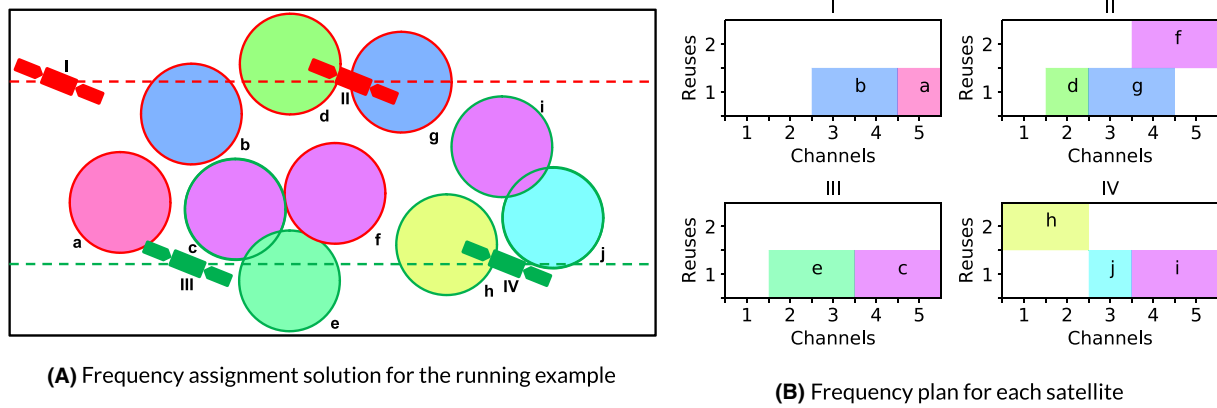 I
II
b
d
g
i
a
c
f
j
III
h
IV
e
(A) Frequency assignment solution for the running example
I
Reuses
2
1
b
a
1 2 3 4 5
Channels
II
Reuses
2
1
f
d
g
1 2 3 4 5
Channels
III
Reuses
2
1
e
c
1 2 3 4 5
Channels
IV
Reuses
2
1
h
j
i
1 2 3 4 5
Channels
(B) Frequency plan for each satellite